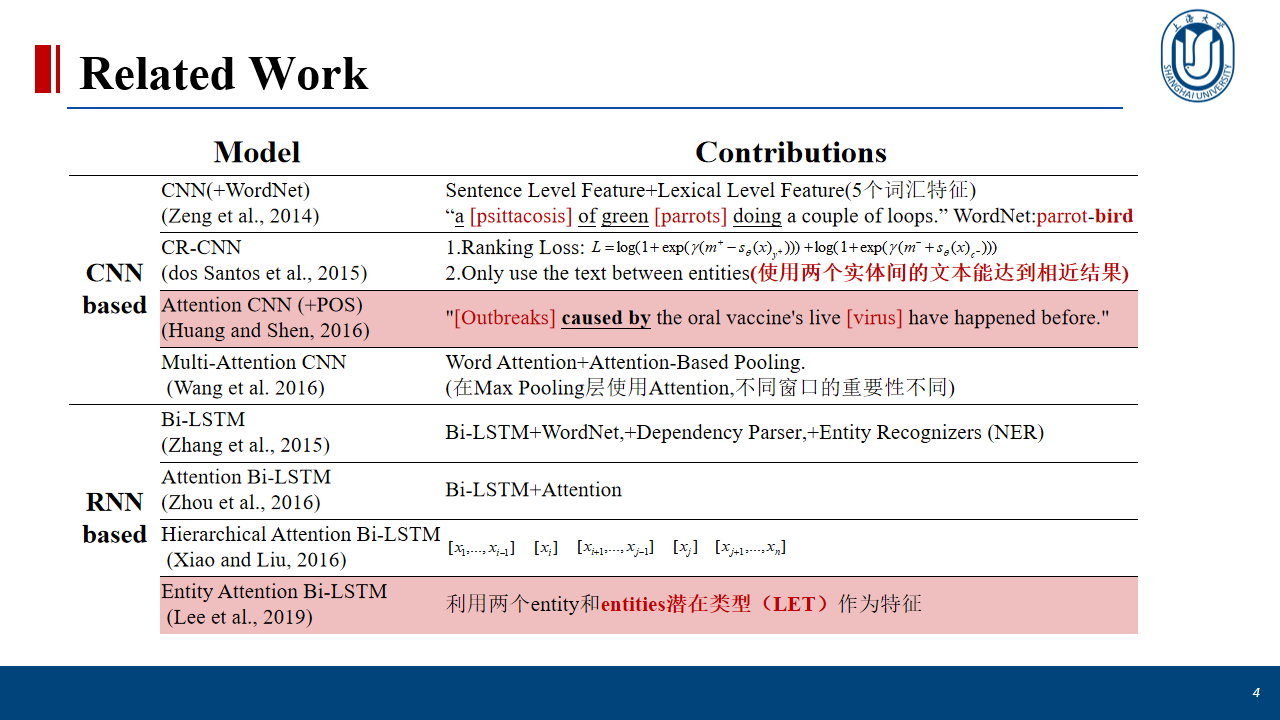 Related Work
上海大学
SHANGHAI UNIVERSITY
Model Contributions
CNN based
CNN(+WordNet)
(Zeng et al., 2014)
Sentence Level Feature+Lexical Level Feature(5个词汇特征)
“a [psittacosis] of green [parrots] doing a couple of loops.” WordNet:parrot-bird
CR-CNN
(dos Santos et al., 2015)
1.Ranking Loss: L = log(1+exp(γ(m⁺ − s_θ(x)_{y⁺}))) + log(1+exp(γ(m⁻ + s_θ(x)_{c⁻})))
2.Only use the text between entities(使用两个实体间的文本能达到相近结果)
Attention CNN (+POS)
(Huang and Shen, 2016)
"[Outbreaks] caused by the oral vaccine's live [virus] have happened before."
Multi-Attention CNN
(Wang et al. 2016)
Word Attention+Attention-Based Pooling.
(在Max Pooling层使用Attention,不同窗口的重要性不同)
RNN based
Bi-LSTM
(Zhang et al., 2015)
Bi-LSTM+WordNet,+Dependency Parser,+Entity Recognizers (NER)
Attention Bi-LSTM
(Zhou et al., 2016)
Bi-LSTM+Attention
Hierarchical Attention Bi-LSTM
(Xiao and Liu, 2016)
[x₁,..., x_{i−1}] [x_i] [x_{i+1},..., x_{j−1}] [x_j] [x_{j+1},..., x_n]
Entity Attention Bi-LSTM
(Lee et al., 2019)
利用两个entity和entities潜在类型（LET）作为特征
4